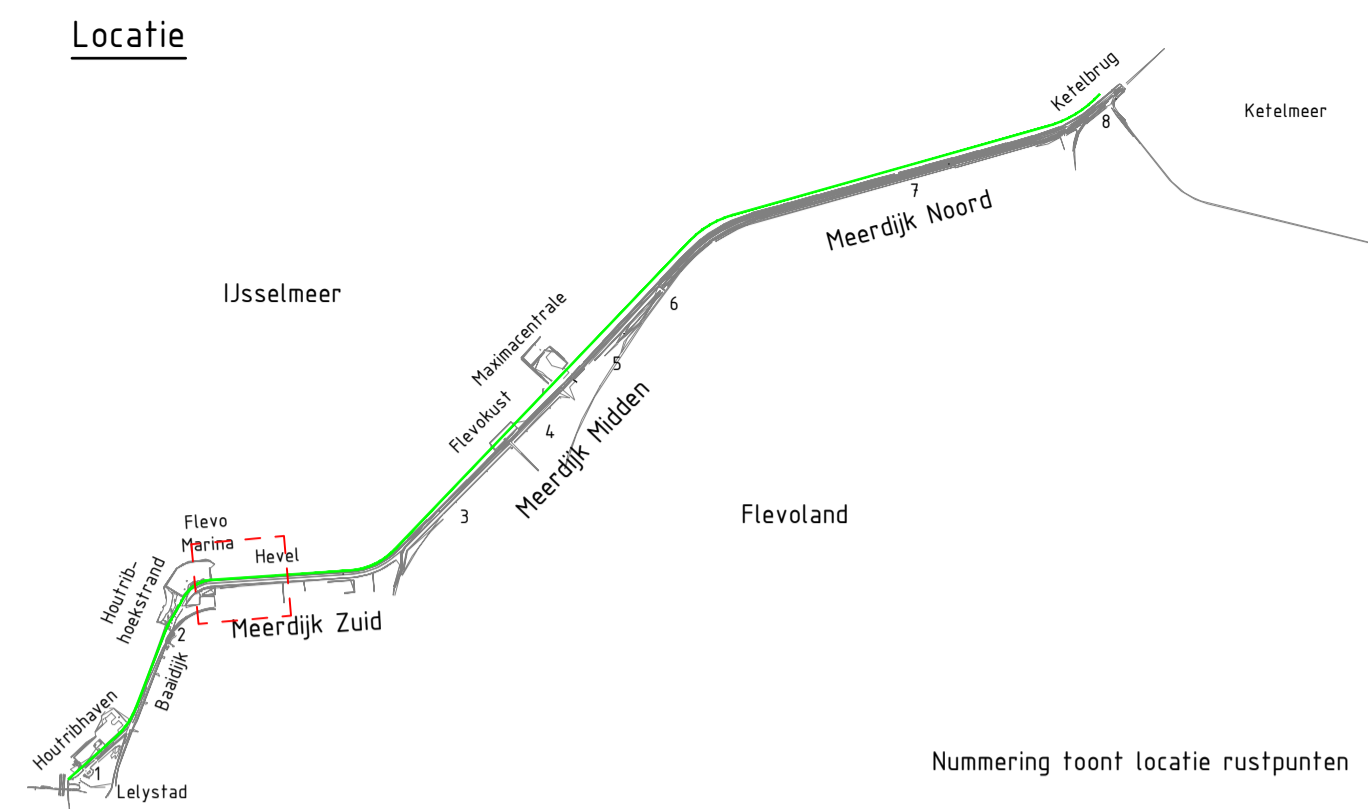 Locatie
Ketelbrug
Ketelmeer
8
7
Meerdijk Noord
IJsselmeer
6
Maximacentrale
5
Flevokust
4
Meerdijk Midden
3
Flevoland
Flevo
Marina
Hevel
Houtrib-
hoekstrand
2
Meerdijk Zuid
Baaidijk
Houtribhaven
1
Lelystad
Nummering toont locatie rustpunten